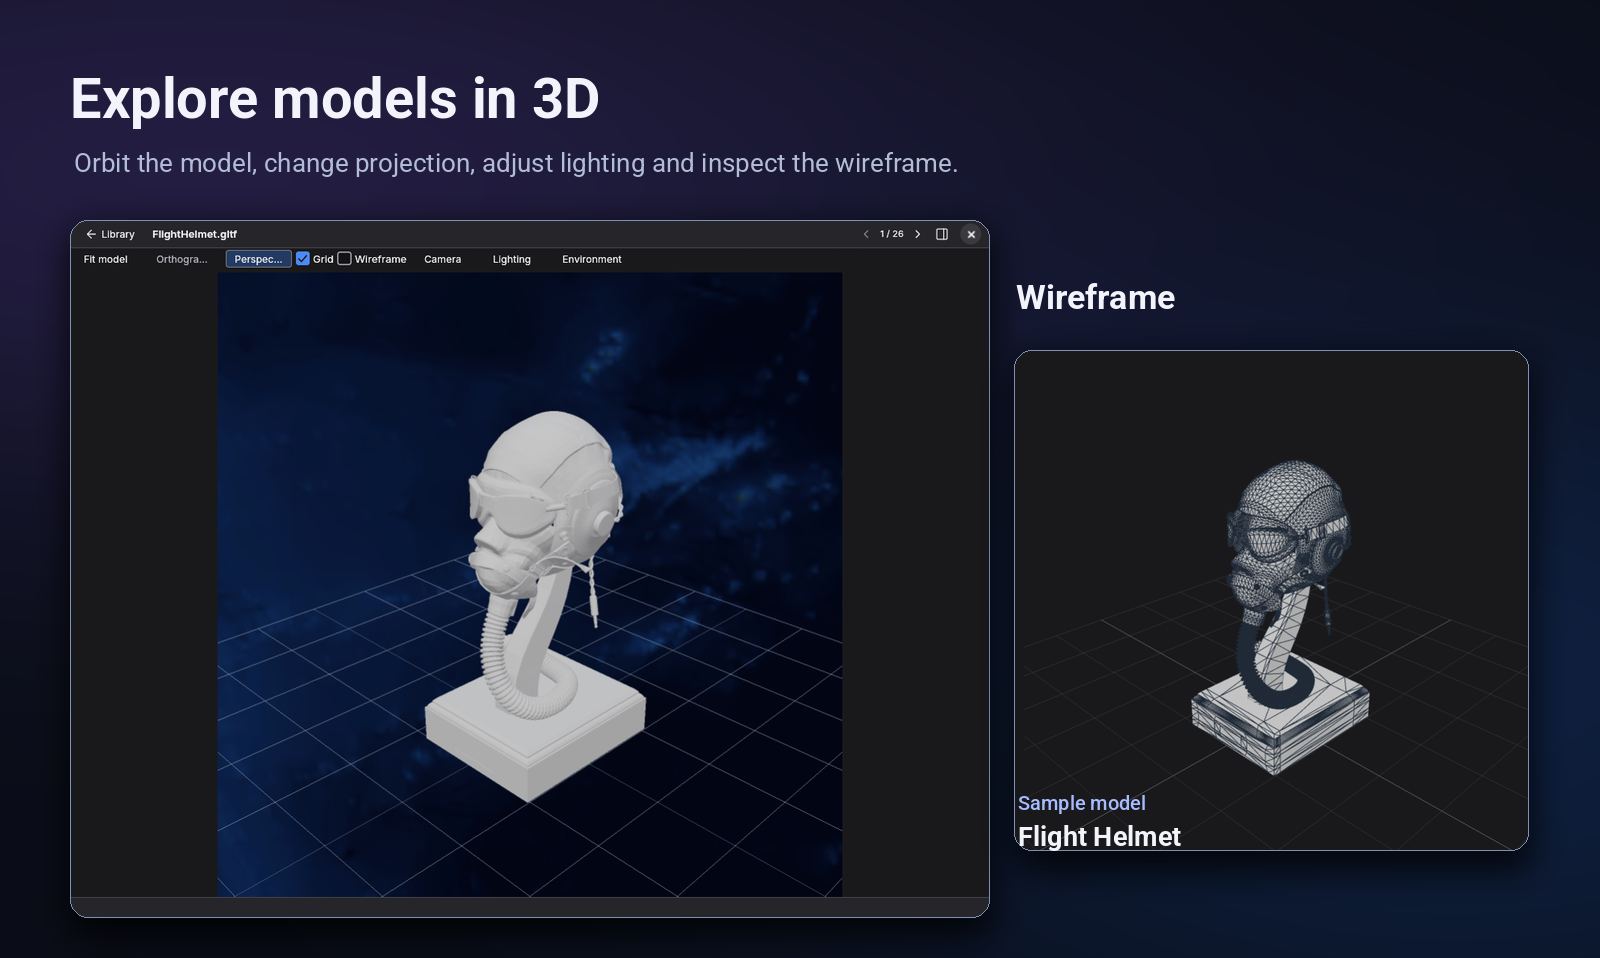 Explore models in 3D
Orbit the model, change projection, adjust lighting and inspect the wireframe.
Library FlightHelmet.gltf 1 / 26
Fit model Orthogra... Perspec... Grid Wireframe Camera Lighting Environment
Wireframe
Sample model
Flight Helmet